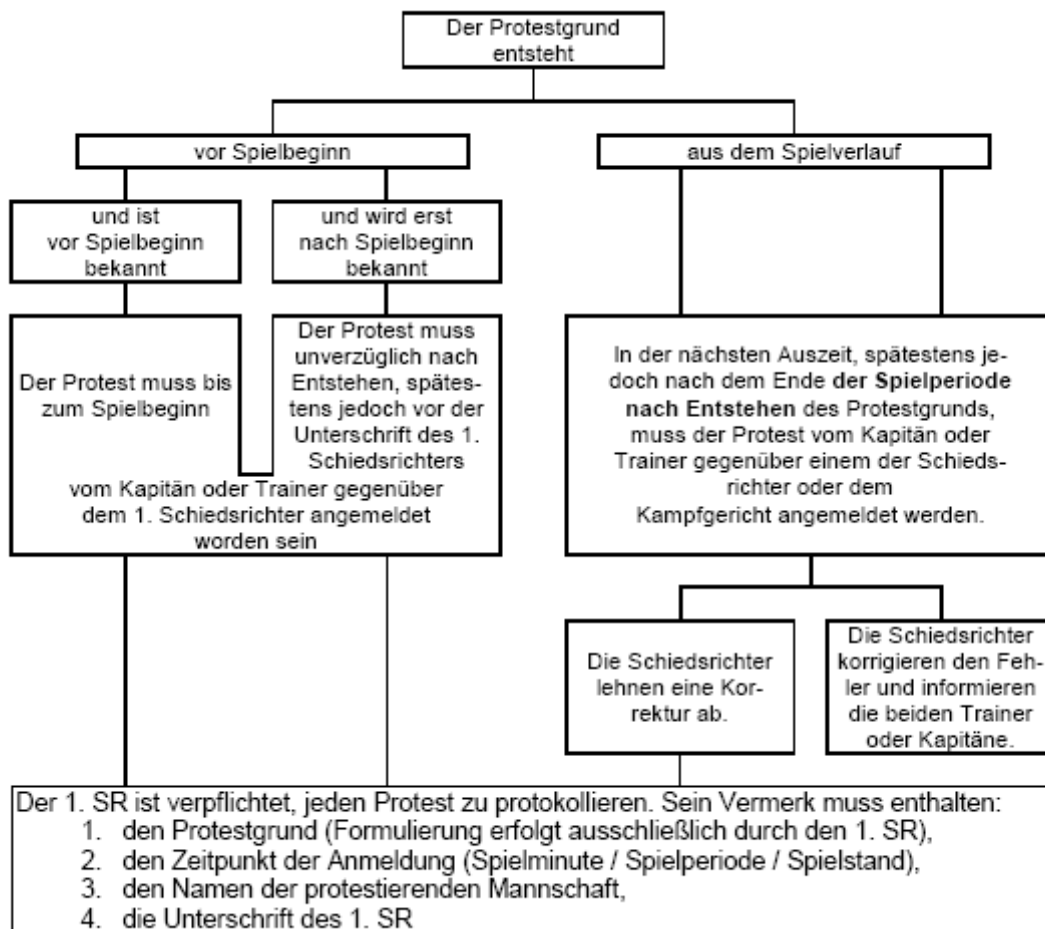 Der Protestgrund
entsteht
vor Spielbeginn
aus dem Spielverlauf
und ist
vor Spielbeginn
bekannt
und wird erst
nach Spielbeginn
bekannt
Der Protest muss bis
zum Spielbeginn
Der Protest muss
unverzüglich nach
Entstehen, spätes-
tens jedoch vor der
Unterschrift des 1.
Schiedsrichters
vom Kapitän oder Trainer gegenüber
dem 1. Schiedsrichter angemeldet
worden sein
In der nächsten Auszeit, spätestens je-
doch nach dem Ende der Spielperiode
nach Entstehen des Protestgrunds,
muss der Protest vom Kapitän oder
Trainer gegenüber einem der Schieds-
richter oder dem
Kampfgericht angemeldet werden.
Die Schiedsrichter
lehnen eine Kor-
rektur ab.
Die Schiedsrichter
korrigieren den Feh-
ler und informieren
die beiden Trainer
oder Kapitäne.
Der 1. SR ist verpflichtet, jeden Protest zu protokollieren. Sein Vermerk muss enthalten:
1. den Protestgrund (Formulierung erfolgt ausschließlich durch den 1. SR),
2. den Zeitpunkt der Anmeldung (Spielminute / Spielperiode / Spielstand),
3. den Namen der protestierenden Mannschaft,
4. die Unterschrift des 1. SR